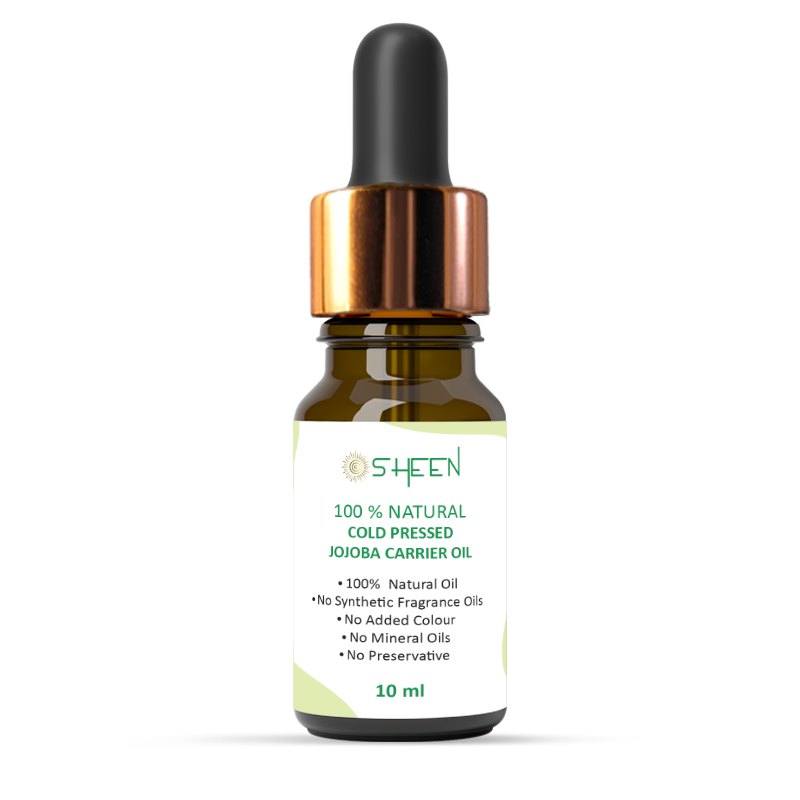 SHEEN
100 % NATURAL
COLD PRESSED
JOJOBA CARRIER OIL
• 100% Natural Oil
• No Synthetic Fragrance Oils
• No Added Colour
• No Mineral Oils
• No Preservative
10 ml